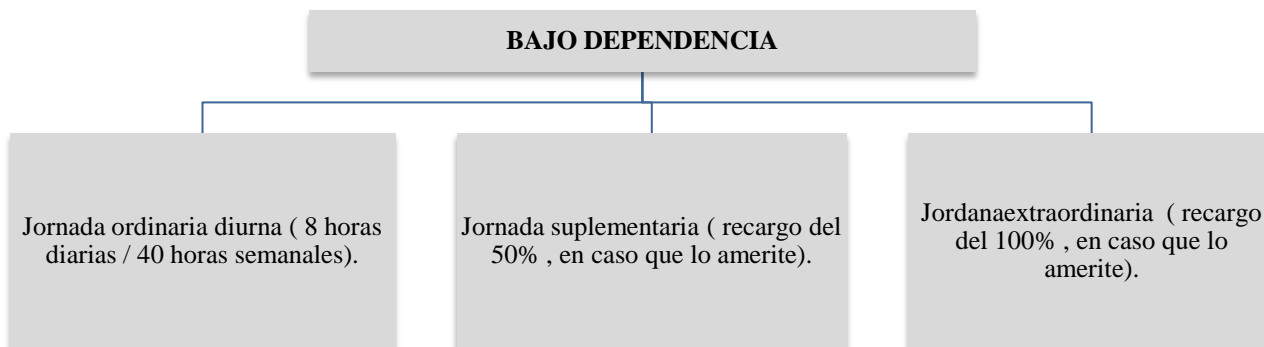 BAJO DEPENDENCIA
Jornada ordinaria diurna ( 8 horas
diarias / 40 horas semanales).
Jornada suplementaria ( recargo del
50% , en caso que lo amerite).
Jordanaextraordinaria ( recargo
del 100% , en caso que lo
amerite).